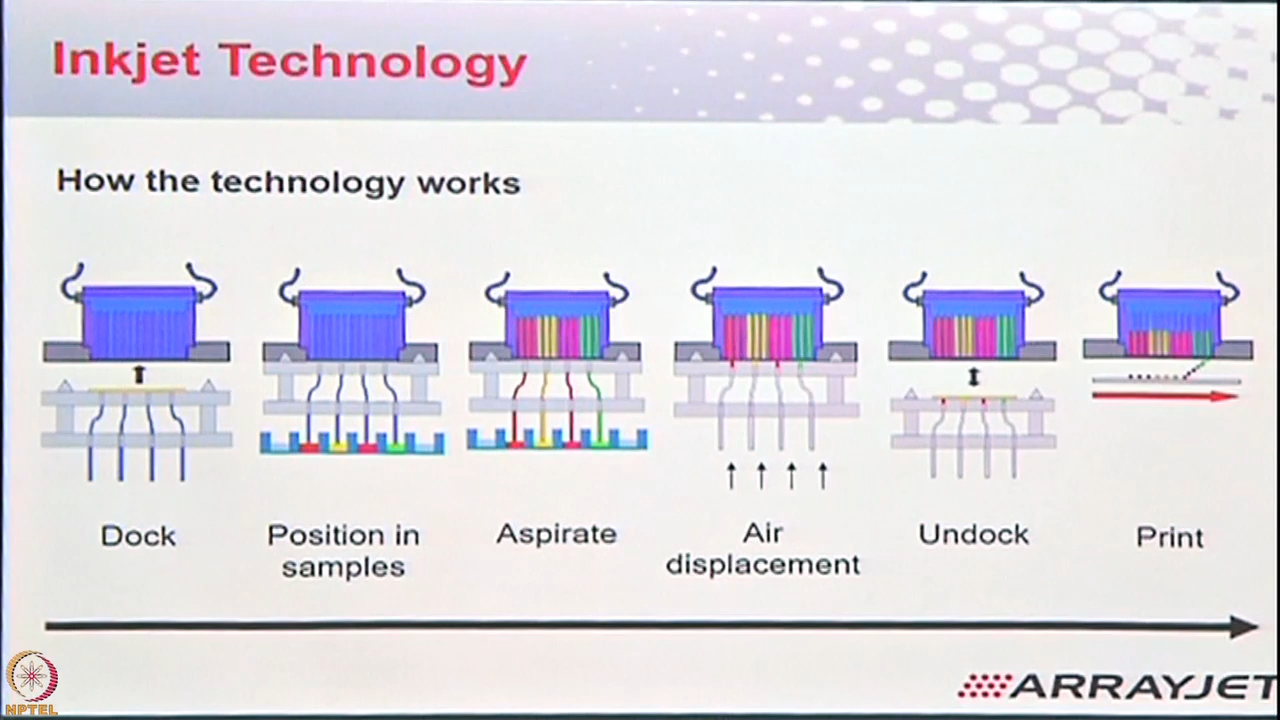 Inkjet Technology
How the technology works
Dock
Position in
samples
Aspirate
Air
displacement
Undock
Print
ARRAYJET
NPTEL